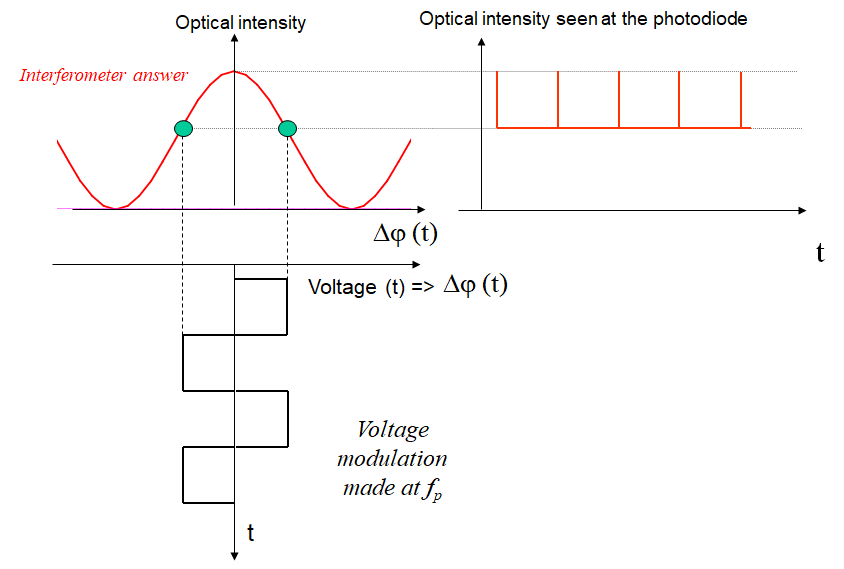 Optical intensity
Optical intensity seen at the photodiode
Interferometer answer
Δφ (t)
t
Voltage (t) => Δφ (t)
Voltage
modulation
made at fp
t